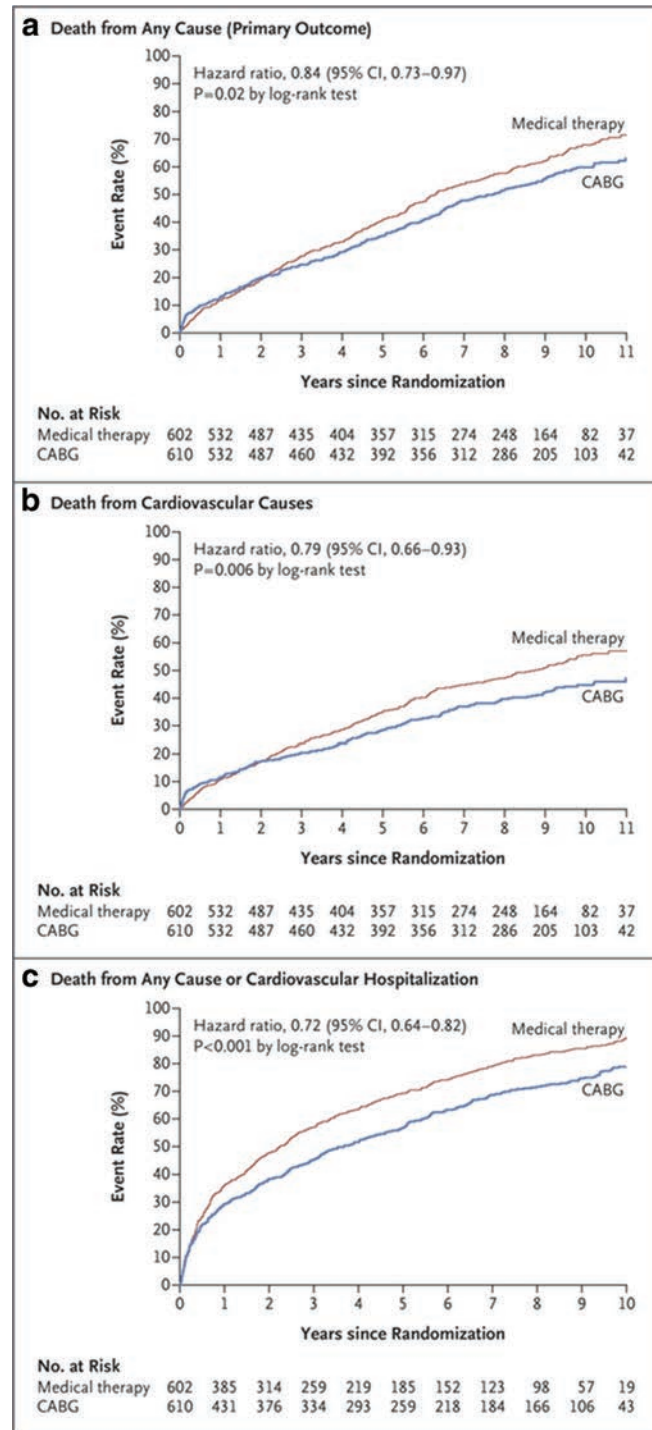 a Death from Any Cause (Primary Outcome)
100
90
80
70
60
50
40
30
20
10
0
Event Rate (%)
Hazard ratio, 0.84 (95% CI, 0.73–0.97)
P=0.02 by log-rank test
Medical therapy
CABG
0 1 2 3 4 5 6 7 8 9 10 11
Years since Randomization
No. at Risk
Medical therapy 602 532 487 435 404 357 315 274 248 164 82 37
CABG 610 532 487 460 432 392 356 312 286 205 103 42
b Death from Cardiovascular Causes
100
90
80
70
60
50
40
30
20
10
0
Event Rate (%)
Hazard ratio, 0.79 (95% CI, 0.66–0.93)
P=0.006 by log-rank test
Medical therapy
CABG
0 1 2 3 4 5 6 7 8 9 10 11
Years since Randomization
No. at Risk
Medical therapy 602 532 487 435 404 357 315 274 248 164 82 37
CABG 610 532 487 460 432 392 356 312 286 205 103 42
c Death from Any Cause or Cardiovascular Hospitalization
100
90
80
70
60
50
40
30
20
10
0
Event Rate (%)
Hazard ratio, 0.72 (95% CI, 0.64–0.82)
P<0.001 by log-rank test
Medical therapy
CABG
0 1 2 3 4 5 6 7 8 9 10
Years since Randomization
No. at Risk
Medical therapy 602 385 314 259 219 185 152 123 98 57 19
CABG 610 431 376 334 293 259 218 184 166 106 43